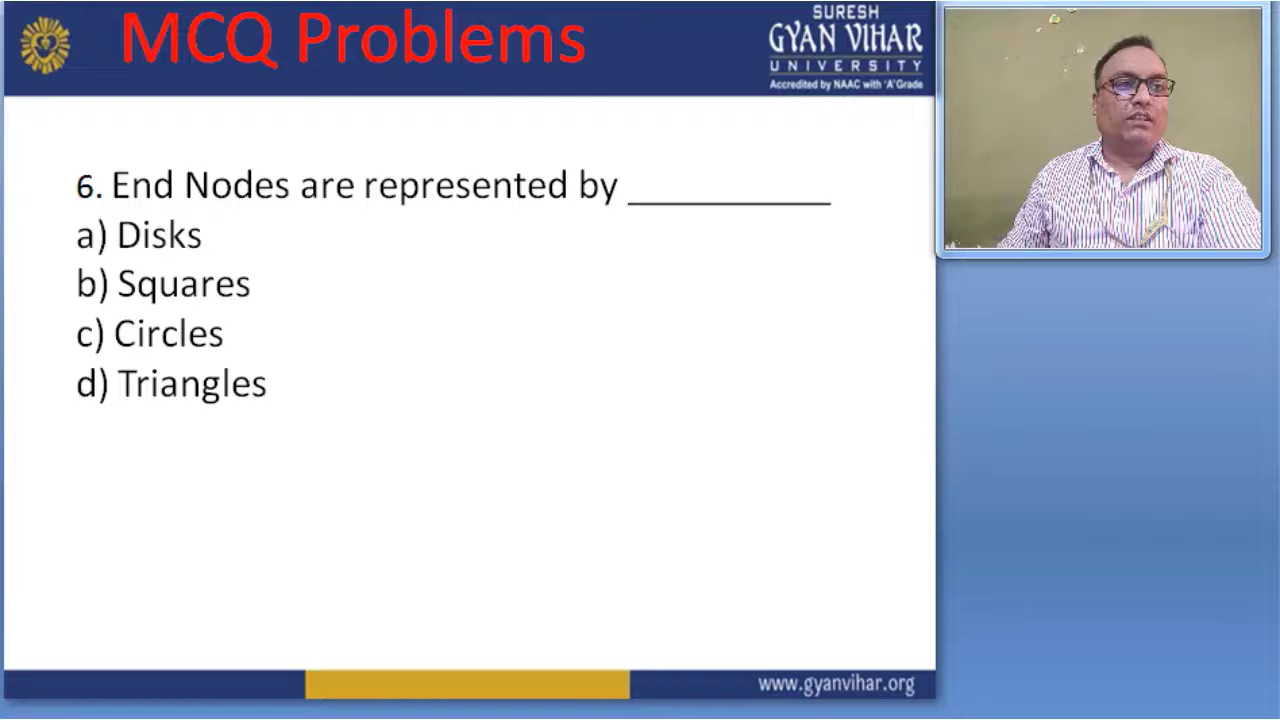 MCQ Problems
SURESH
GYAN VIHAR
UNIVERSITY
Accredited by NAAC with 'A' Grade
6. End Nodes are represented by __________
a) Disks
b) Squares
c) Circles
d) Triangles
www.gyanvihar.org